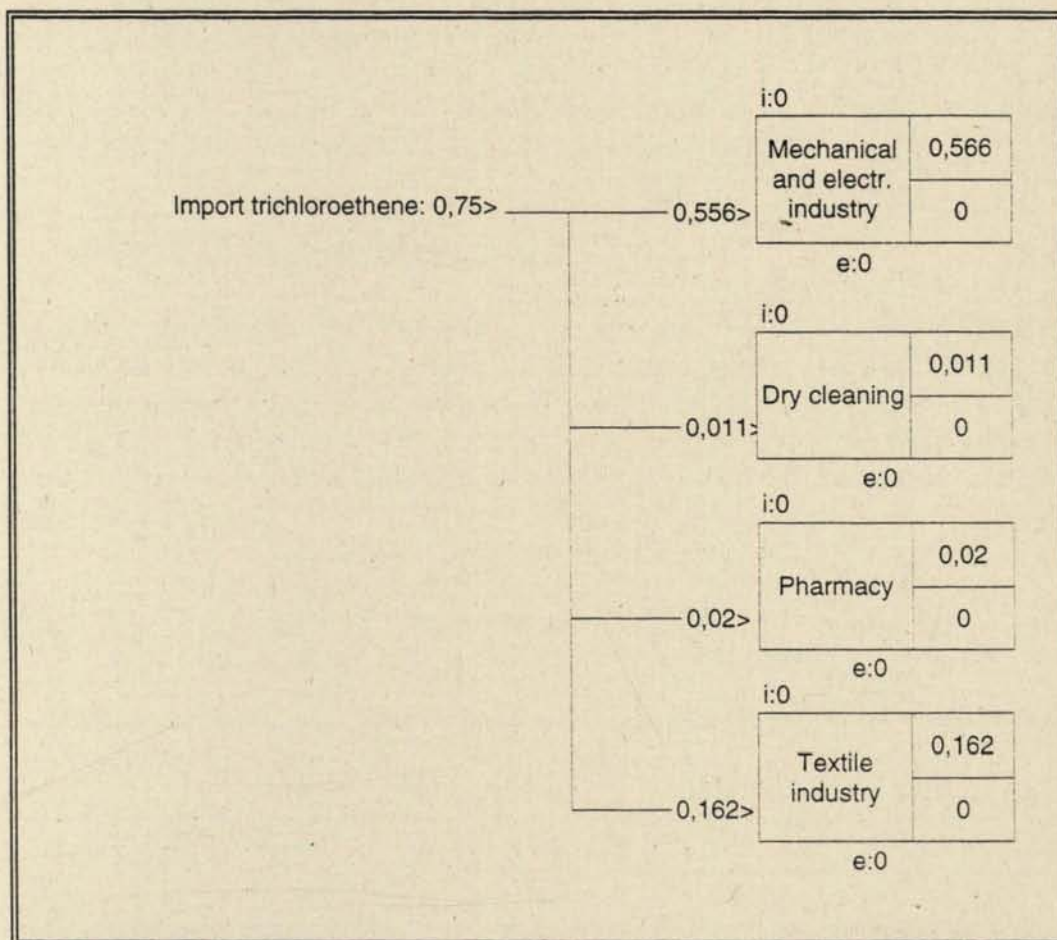 i:0
Import trichloroethene: 0,75>
0,556>
Mechanical
and electr.
industry
0,566
0
e:0
i:0
0,011>
Dry cleaning
0,011
0
e:0
i:0
0,02>
Pharmacy
0,02
0
e:0
i:0
0,162>
Textile
industry
0,162
0
e:0